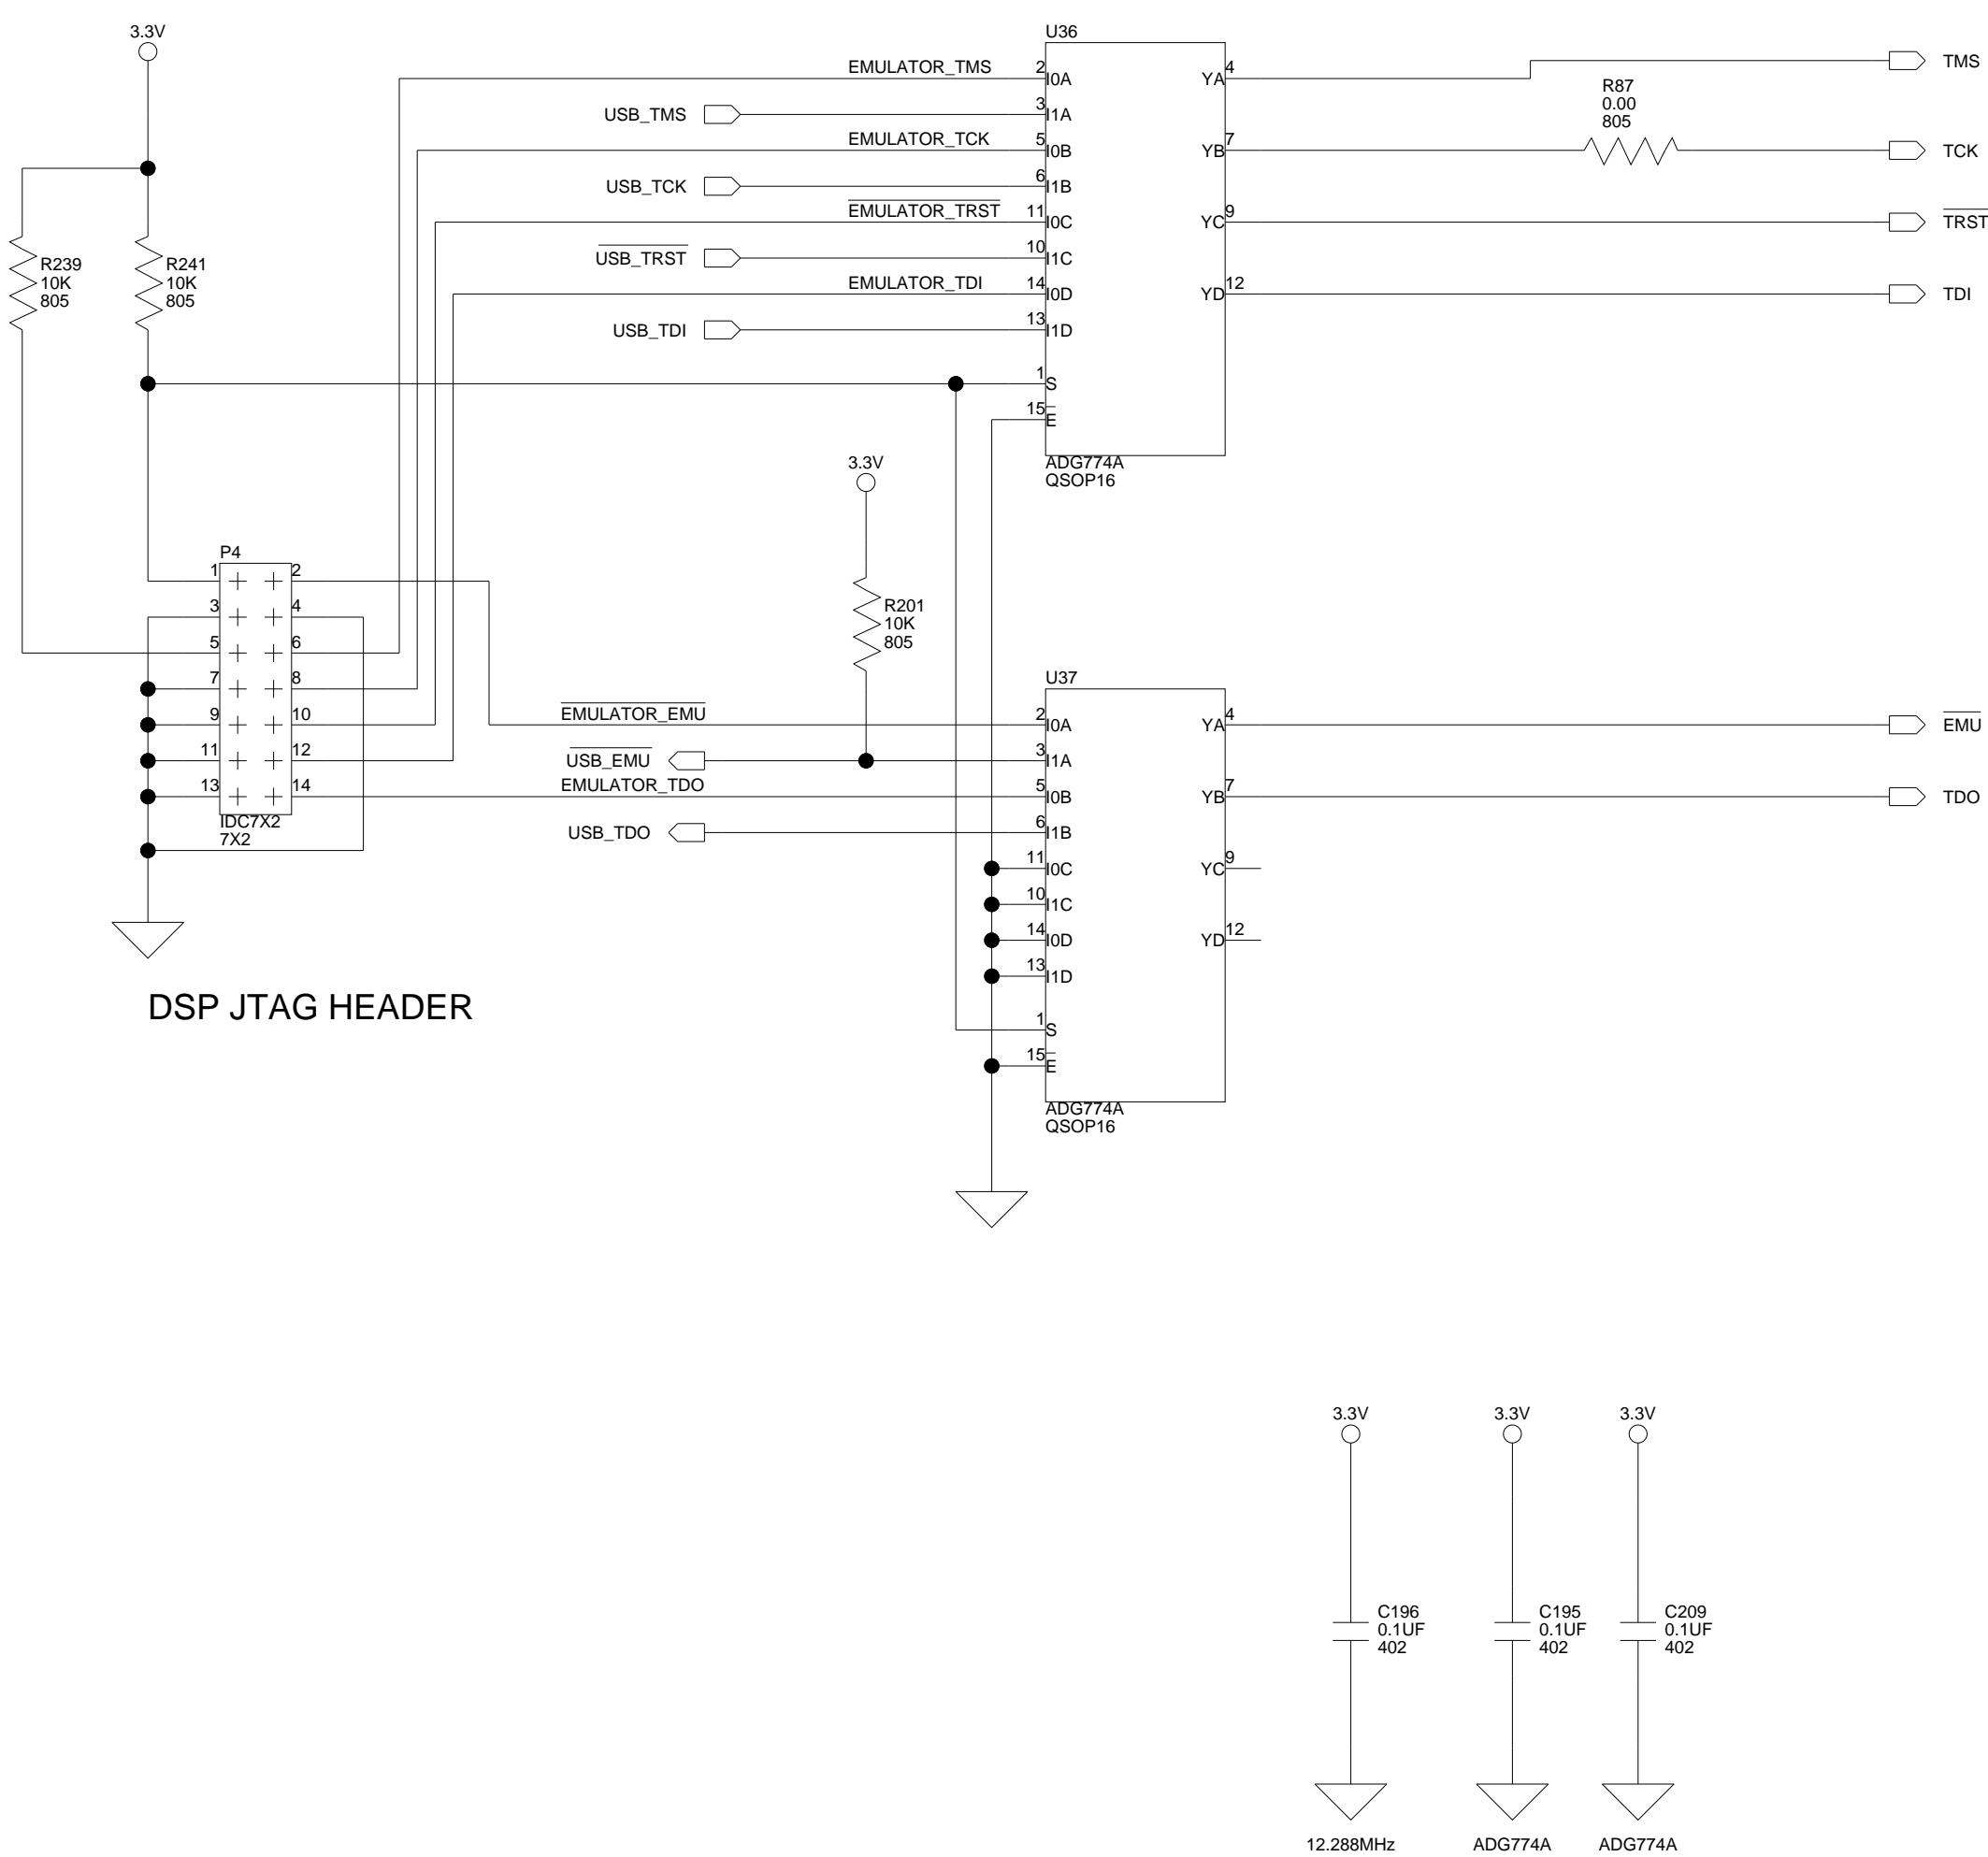 3.3V
U36
EMULATOR_TMS
2
I0A
YA
4
TMS
USB_TMS
3
I1A
R87
0.00
805
EMULATOR_TCK
5
I0B
YB
7
TCK
USB_TCK
6
I1B
EMULATOR_TRST
11
I0C
YC
9
TRST
USB_TRST
10
I1C
R239
10K
805
R241
10K
805
EMULATOR_TDI
14
I0D
YD
12
TDI
USB_TDI
13
I1D
1
S
15
E
ADG774A
QSOP16
3.3V
P4
1
2
3
4
5
6
7
8
9
10
11
12
13
14
IDC7X2
7X2
R201
10K
805
U37
EMULATOR_EMU
2
I0A
YA
4
EMU
USB_EMU
3
I1A
EMULATOR_TDO
5
I0B
YB
7
TDO
USB_TDO
6
I1B
11
I0C
YC
9
10
I1C
14
I0D
YD
12
13
I1D
1
S
15
E
ADG774A
QSOP16
DSP JTAG HEADER
3.3V
3.3V
3.3V
C196
0.1UF
402
C195
0.1UF
402
C209
0.1UF
402
12.288MHz
ADG774A
ADG774A